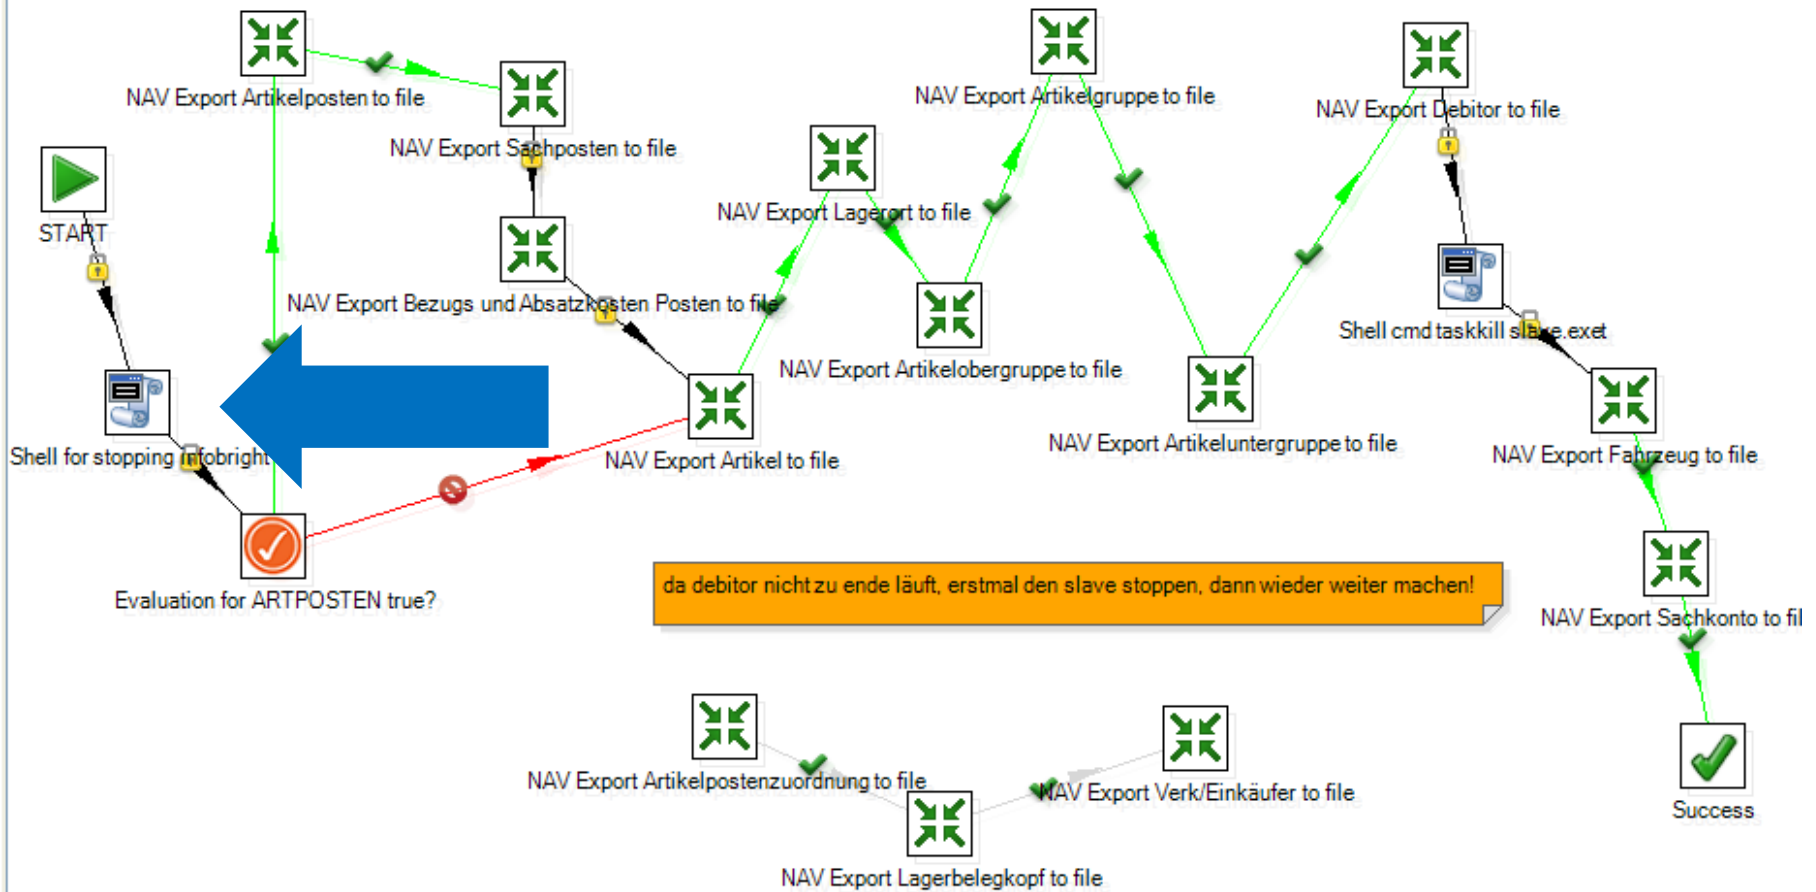 NAV Export Artikelposten to file
NAV Export Sachposten to file
START
NAV Export Artikelgruppe to file
NAV Export Debitor to file
NAV Export Lagerort to file
NAV Export Bezugs und Absatzkosten Posten to file
Shell cmd taskkill slave.exet
NAV Export Artikelobergruppe to file
Shell for stopping infobright
NAV Export Artikel to file
NAV Export Artikeluntergruppe to file
NAV Export Fahrzeug to file
Evaluation for ARTPOSTEN true?
da debitor nicht zu ende läuft, erstmal den slave stoppen, dann wieder weiter machen!
NAV Export Sachkonto to fil
NAV Export Artikelpostenzuordnung to file
NAV Export Verk/Einkäufer to file
Success
NAV Export Lagerbelegkopf to file